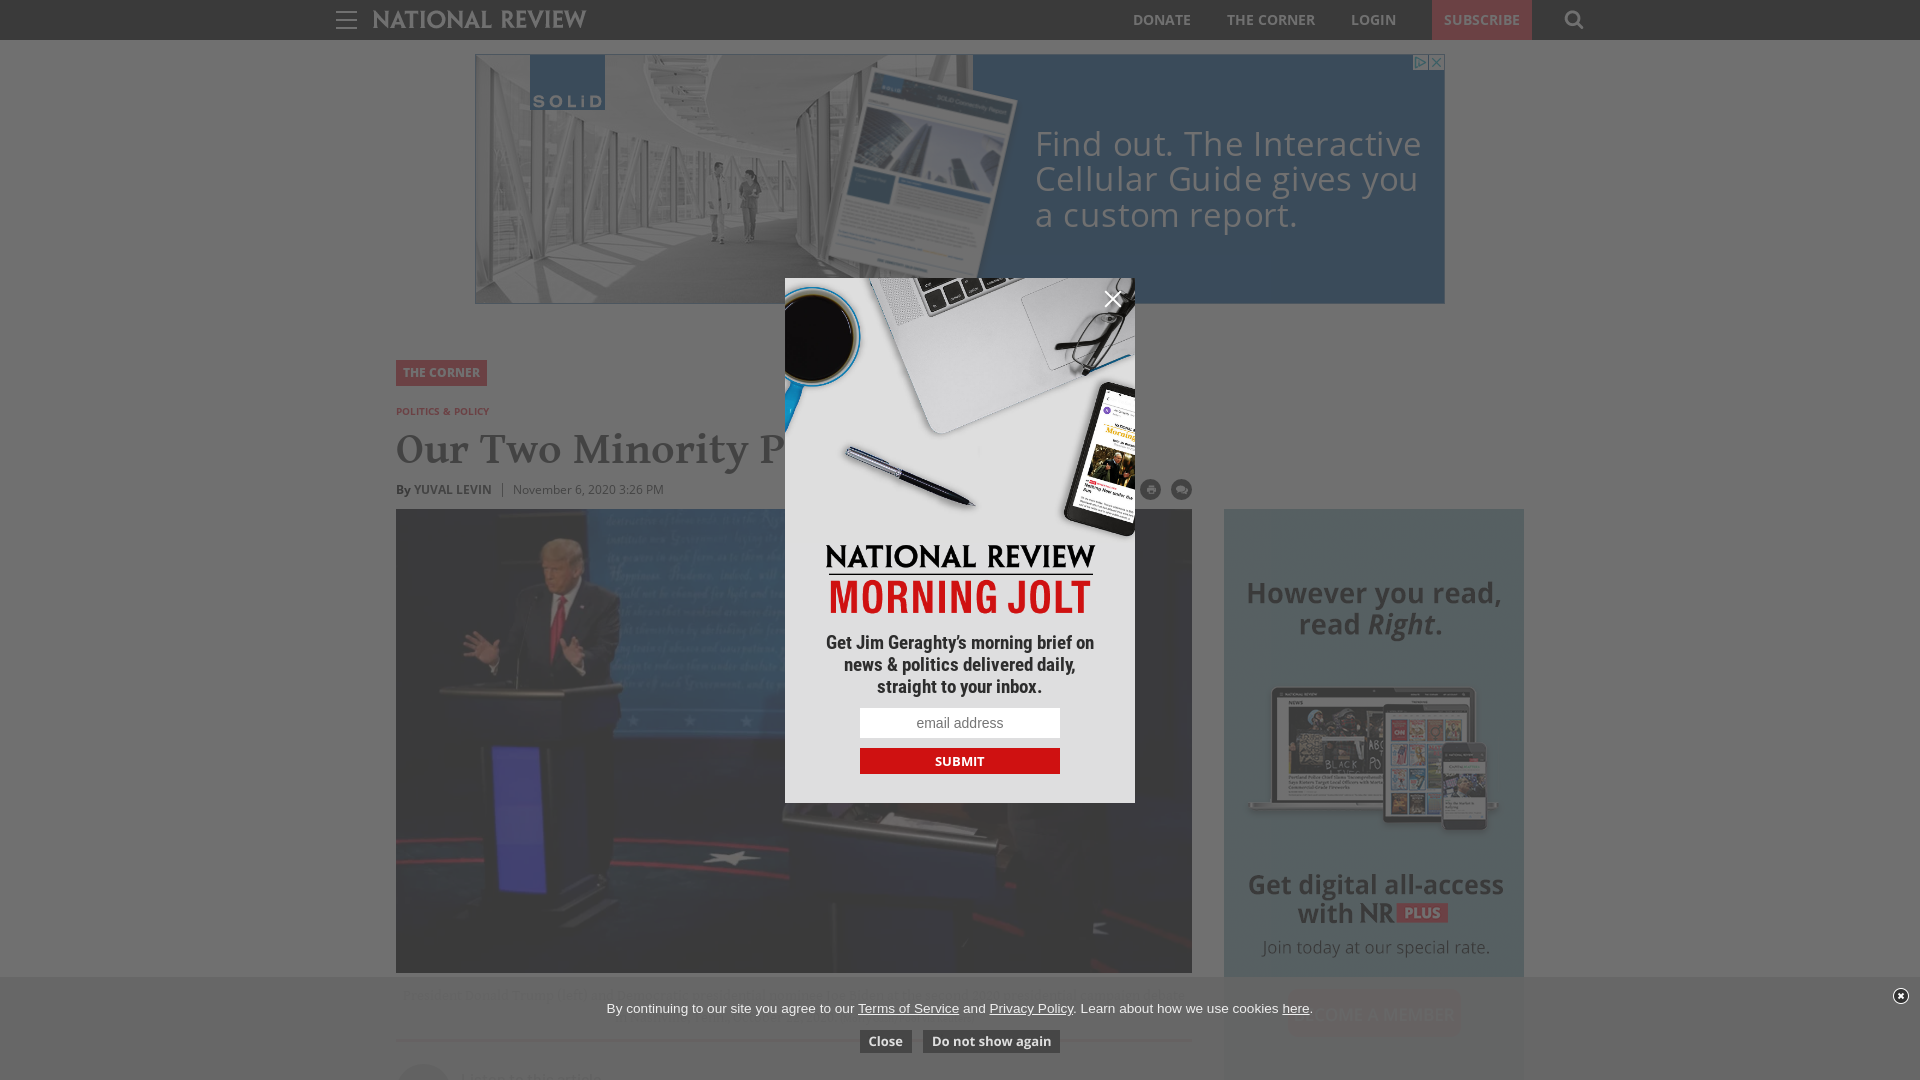 NATIONAL REVIEW
DONATE
THE CORNER
LOGIN
SUBSCRIBE
SOLiD
Find out. The Interactive
Cellular Guide gives you
a custom report.
THE CORNER
POLITICS & POLICY
Our Two Minority P
By YUVAL LEVIN
November 6, 2020 3:26 PM
NATIONAL REVIEW
MORNING JOLT
Get Jim Geraghty’s morning brief on
news & politics delivered daily,
straight to your inbox.
email address
SUBMIT
However you read,
read Right.
Get digital all-access
with NR PLUS
Join today at our special rate.
By continuing to our site you agree to our Terms of Service and Privacy Policy. Learn about how we use cookies here.
Close
Do not show again